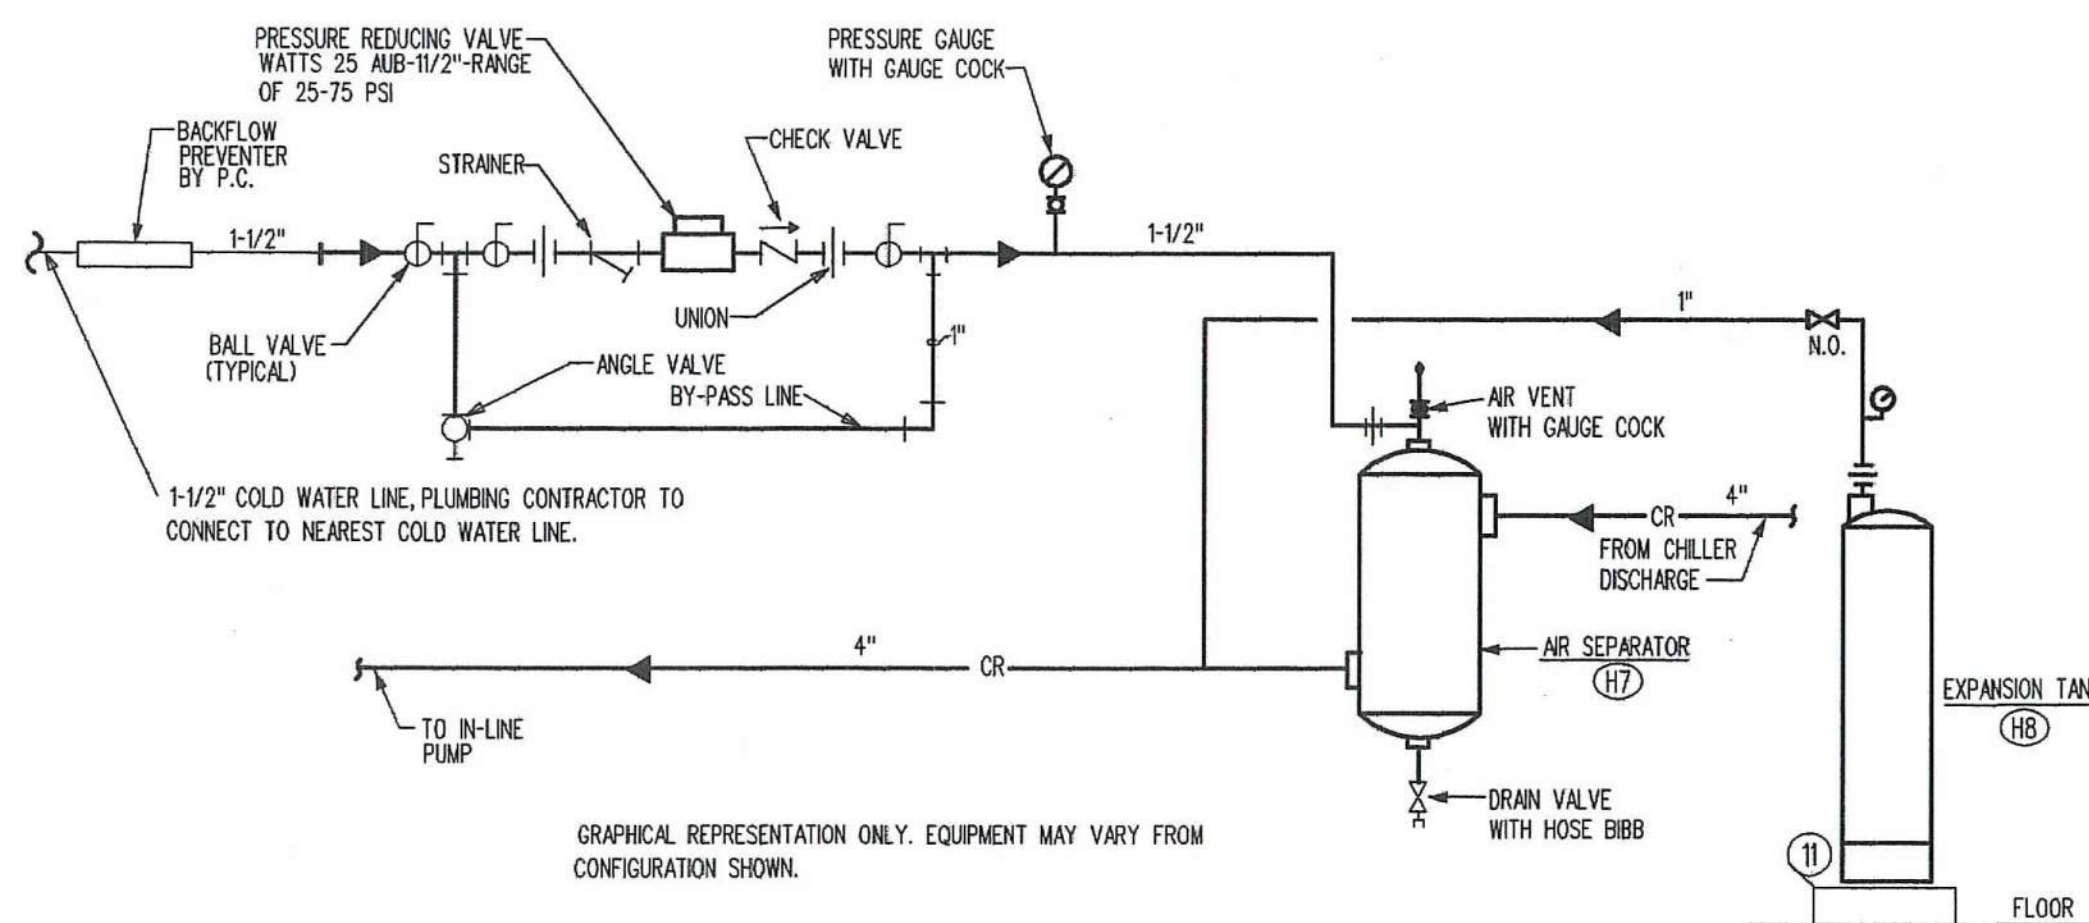 PRESSURE REDUCING VALVE
WATTS 25 AUB-11/2"-RANGE
OF 25-75 PSI
PRESSURE GAUGE
WITH GAUGE COCK
BACKFLOW
PREVENTER
BY P.C.
STRAINER
CHECK VALVE
1-1/2"
1-1/2"
UNION
1"
1"
N.O.
BALL VALVE
(TYPICAL)
ANGLE VALVE
BY-PASS LINE
AIR VENT
WITH GAUGE COCK
1-1/2" COLD WATER LINE, PLUMBING CONTRACTOR TO
CONNECT TO NEAREST COLD WATER LINE.
4"
CR
FROM CHILLER
DISCHARGE
4"
CR
AIR SEPARATOR
H7
EXPANSION TAN
H8
TO IN-LINE
PUMP
DRAIN VALVE
WITH HOSE BIBB
GRAPHICAL REPRESENTATION ONLY. EQUIPMENT MAY VARY FROM
CONFIGURATION SHOWN.
11
FLOOR